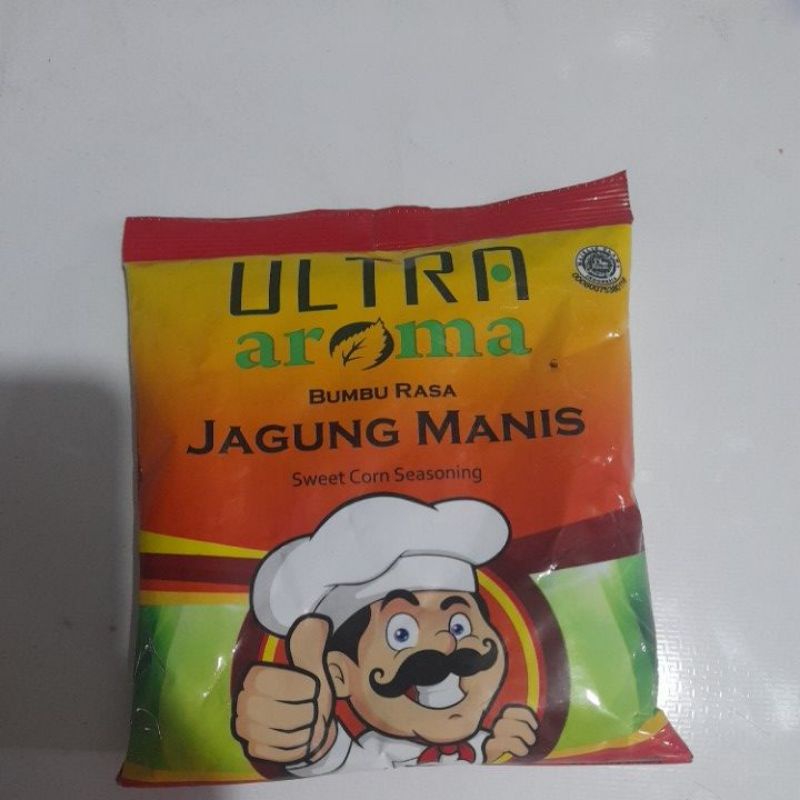 ULTRA
aroma
BUMBU RASA
JAGUNG MANIS
Sweet Corn Seasoning